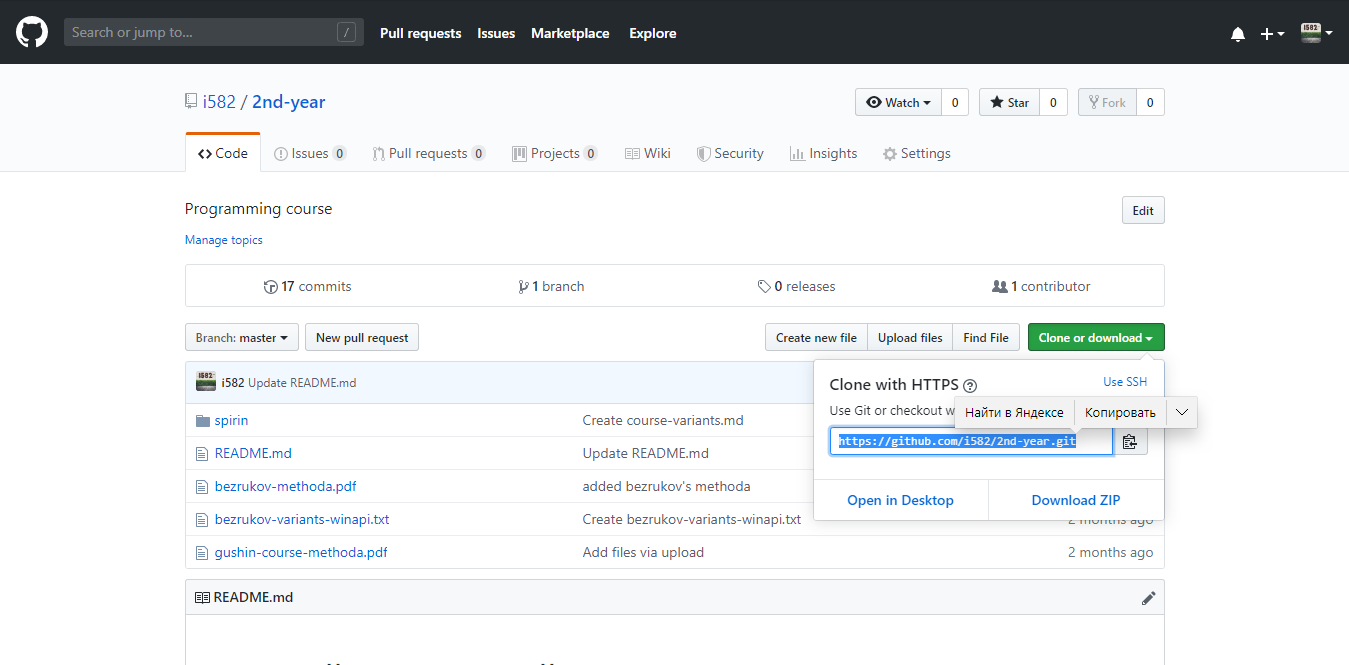 Search or jump to... / Pull requests Issues Marketplace Explore
i582 / 2nd-year Watch 0 Star 0 Fork 0
Code Issues 0 Pull requests 0 Projects 0 Wiki Security Insights Settings
Programming course Edit
Manage topics
17 commits 1 branch 0 releases 1 contributor
Branch: master New pull request Create new file Upload files Find File Clone or download
i582 Update README.md
Clone with HTTPS ? Use SSH
Use Git or checkout w
Найти в Яндексе Копировать
https://github.com/i582/2nd-year.git
Open in Desktop Download ZIP
spirin Create course-variants.md
README.md Update README.md
bezrukov-methoda.pdf added bezrukov's methoda
bezrukov-variants-winapi.txt Create bezrukov-variants-winapi.txt 2 months ago
gushin-course-methoda.pdf Add files via upload 2 months ago
README.md